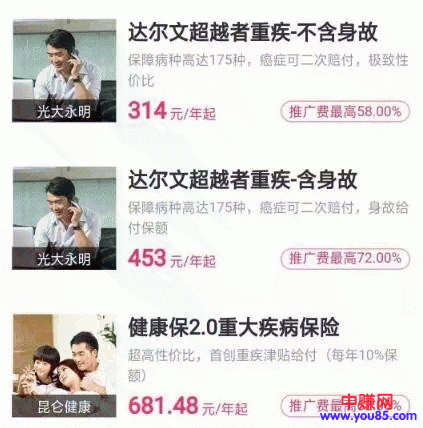 达尔文超越者重疾-不含身故
保障病种高达175种，癌症可二次赔付，极致性
价比
光大永明
314元/年起
推广费最高58.00%
达尔文超越者重疾-含身故
保障病种高达175种，癌症可二次赔付，身故给
付保额
光大永明
453元/年起
推广费最高72.00%
健康保2.0重大疾病保险
超高性价比，首创重疾津贴给付（每年10%保
额）
昆仑健康
681.48元/年起
推广费最高
申赚网
www.you85.com